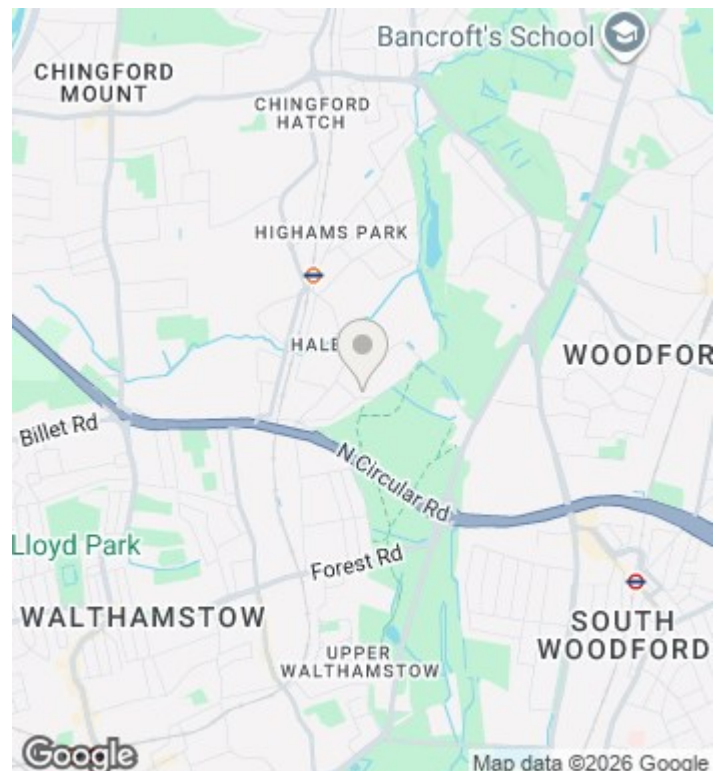 Bancroft's School
CHINGFORD
MOUNT
CHINGFORD
HATCH
HIGHAMS PARK
HALE
WOODFOR
Billet Rd
N Circular Rd
Lloyd Park
Forest Rd
WALTHAMSTOW
SOUTH
WOODFORD
UPPER
WALTHAMSTOW
Google
Map data ©2026 Google